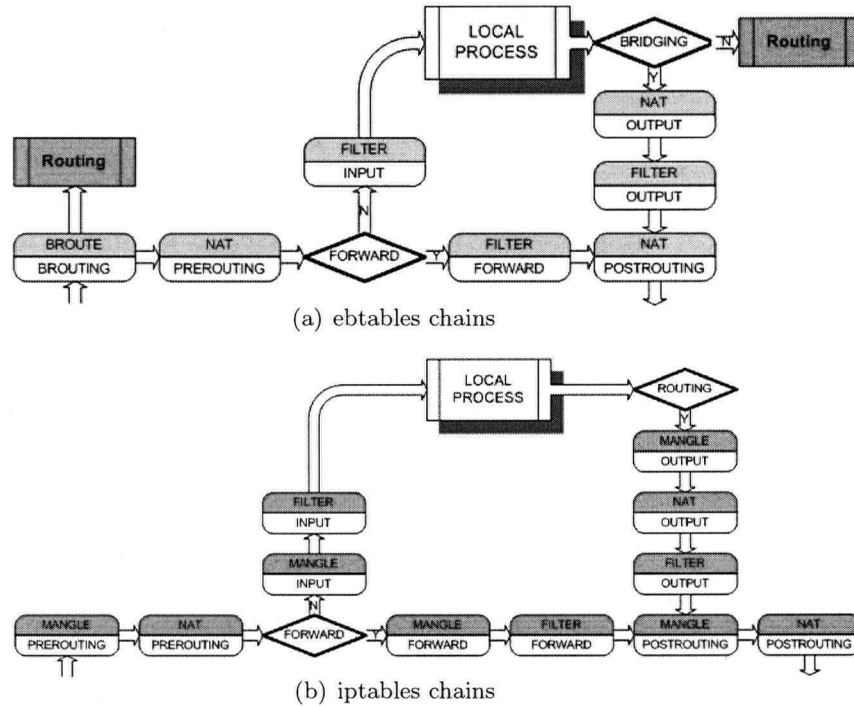 LOCAL
PROCESS
BRIDGING
N
Routing
Y
NAT
OUTPUT
FILTER
INPUT
Routing
FILTER
OUTPUT
N
BROUTE
BROUTING
NAT
PREROUTING
FORWARD
Y
FILTER
FORWARD
NAT
POSTROUTING
(a) ebtables chains
LOCAL
PROCESS
ROUTING
Y
MANGLE
OUTPUT
FILTER
INPUT
NAT
OUTPUT
MANGLE
INPUT
FILTER
OUTPUT
N
MANGLE
PREROUTING
NAT
PREROUTING
FORWARD
Y
MANGLE
FORWARD
FILTER
FORWARD
MANGLE
POSTROUTING
NAT
POSTROUTING
(b) iptables chains